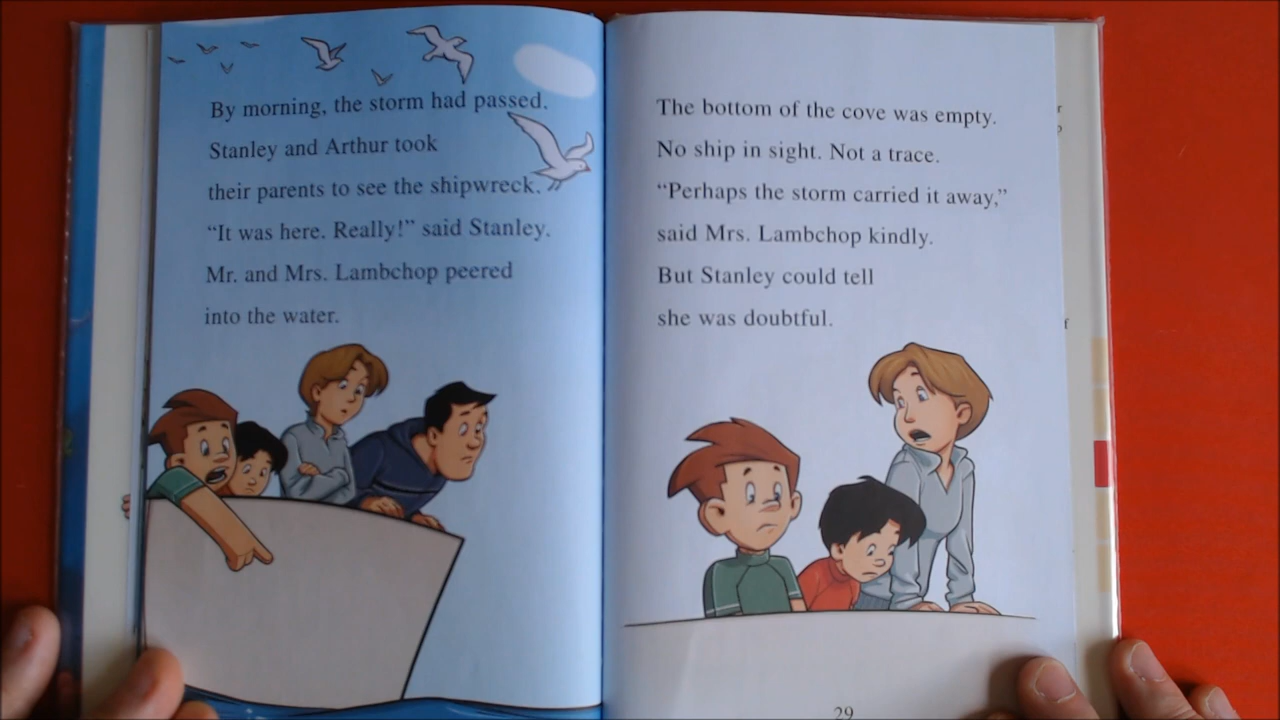 By morning, the storm had passed.
Stanley and Arthur took
their parents to see the shipwreck.
“It was here. Really!” said Stanley.
Mr. and Mrs. Lambchop peered
into the water.
The bottom of the cove was empty.
No ship in sight. Not a trace.
“Perhaps the storm carried it away,”
said Mrs. Lambchop kindly.
But Stanley could tell
she was doubtful.
29